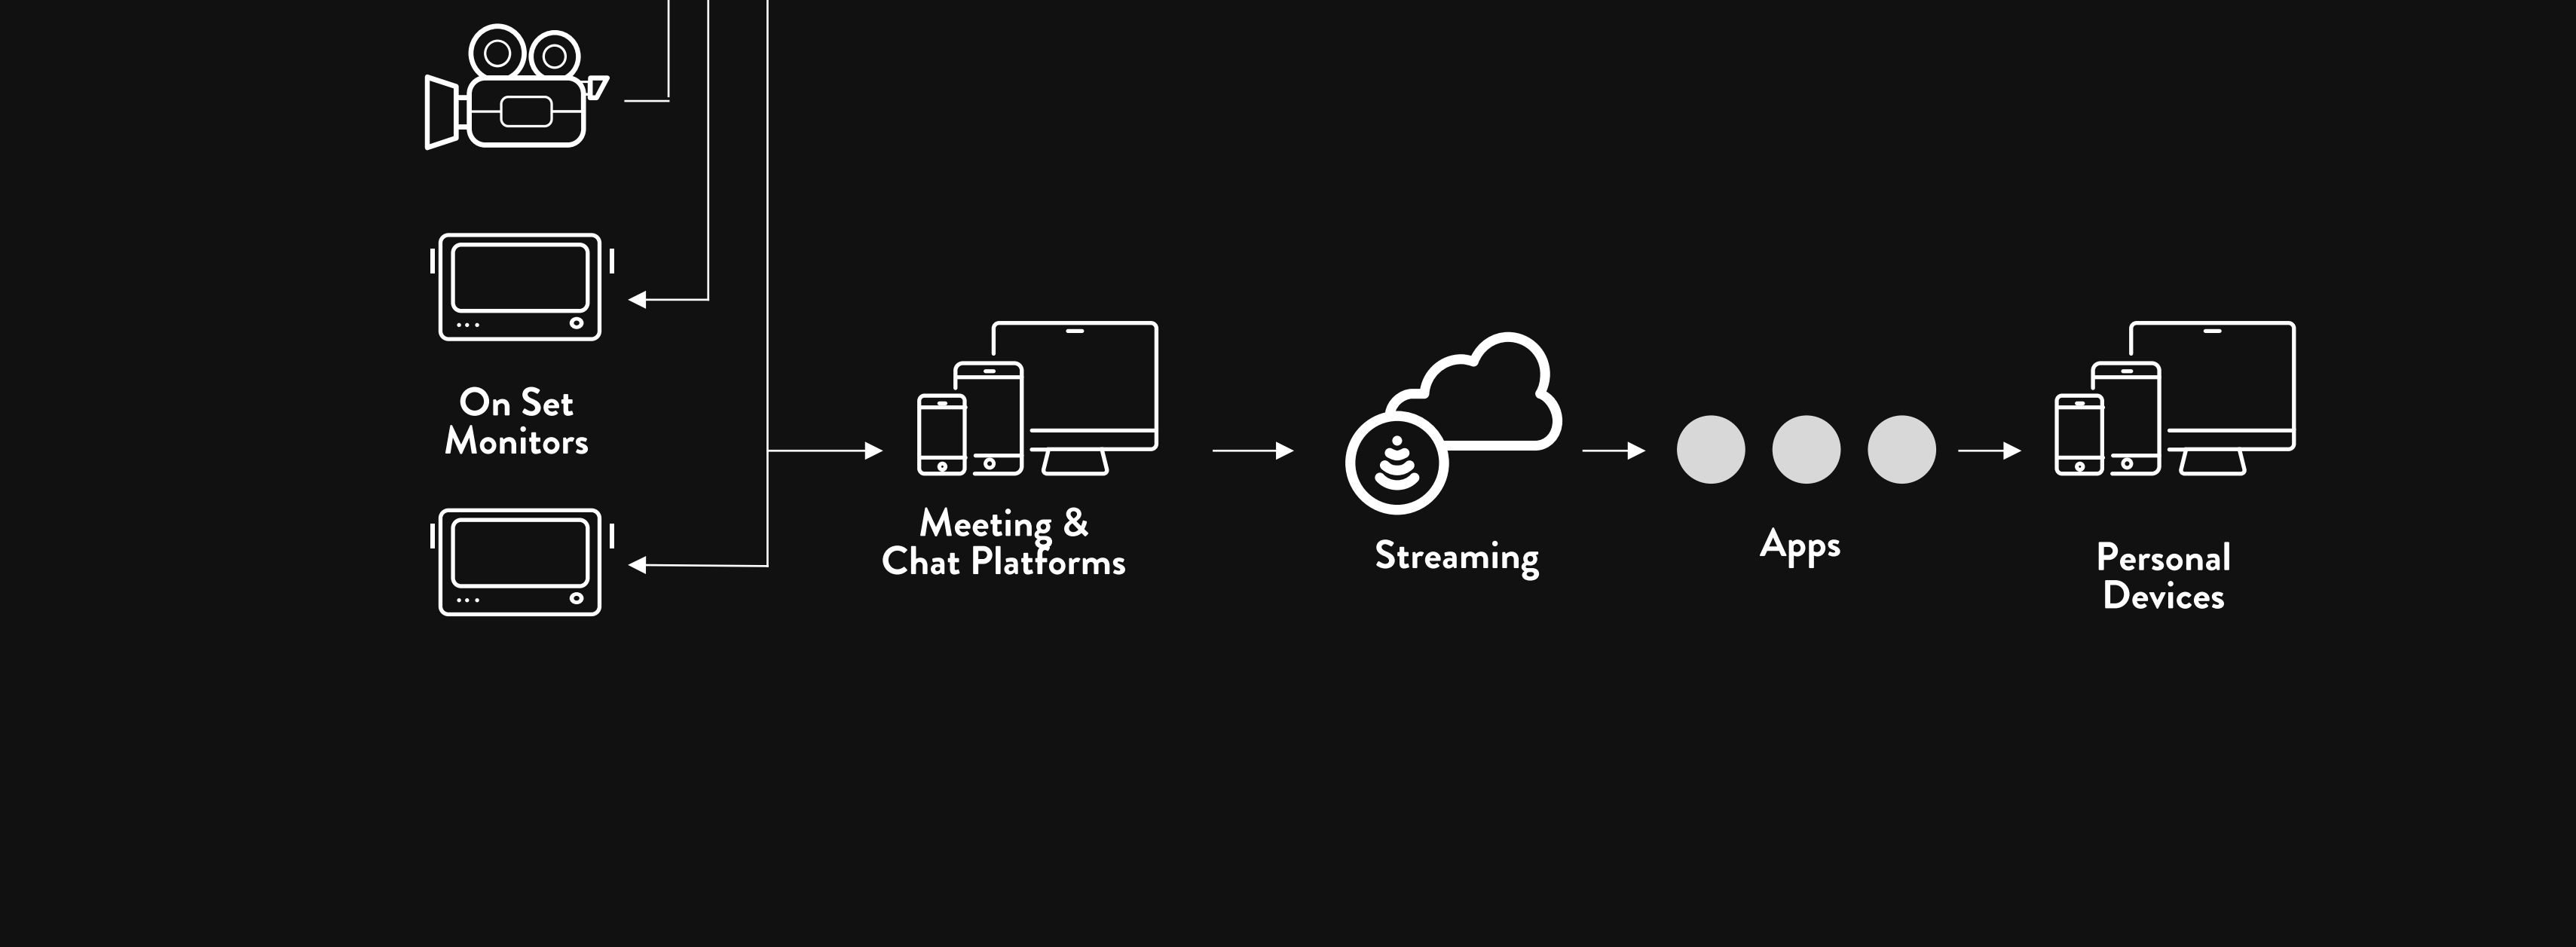 On Set
Monitors
Meeting &
Chat Platforms
Streaming
Apps
Personal
Devices